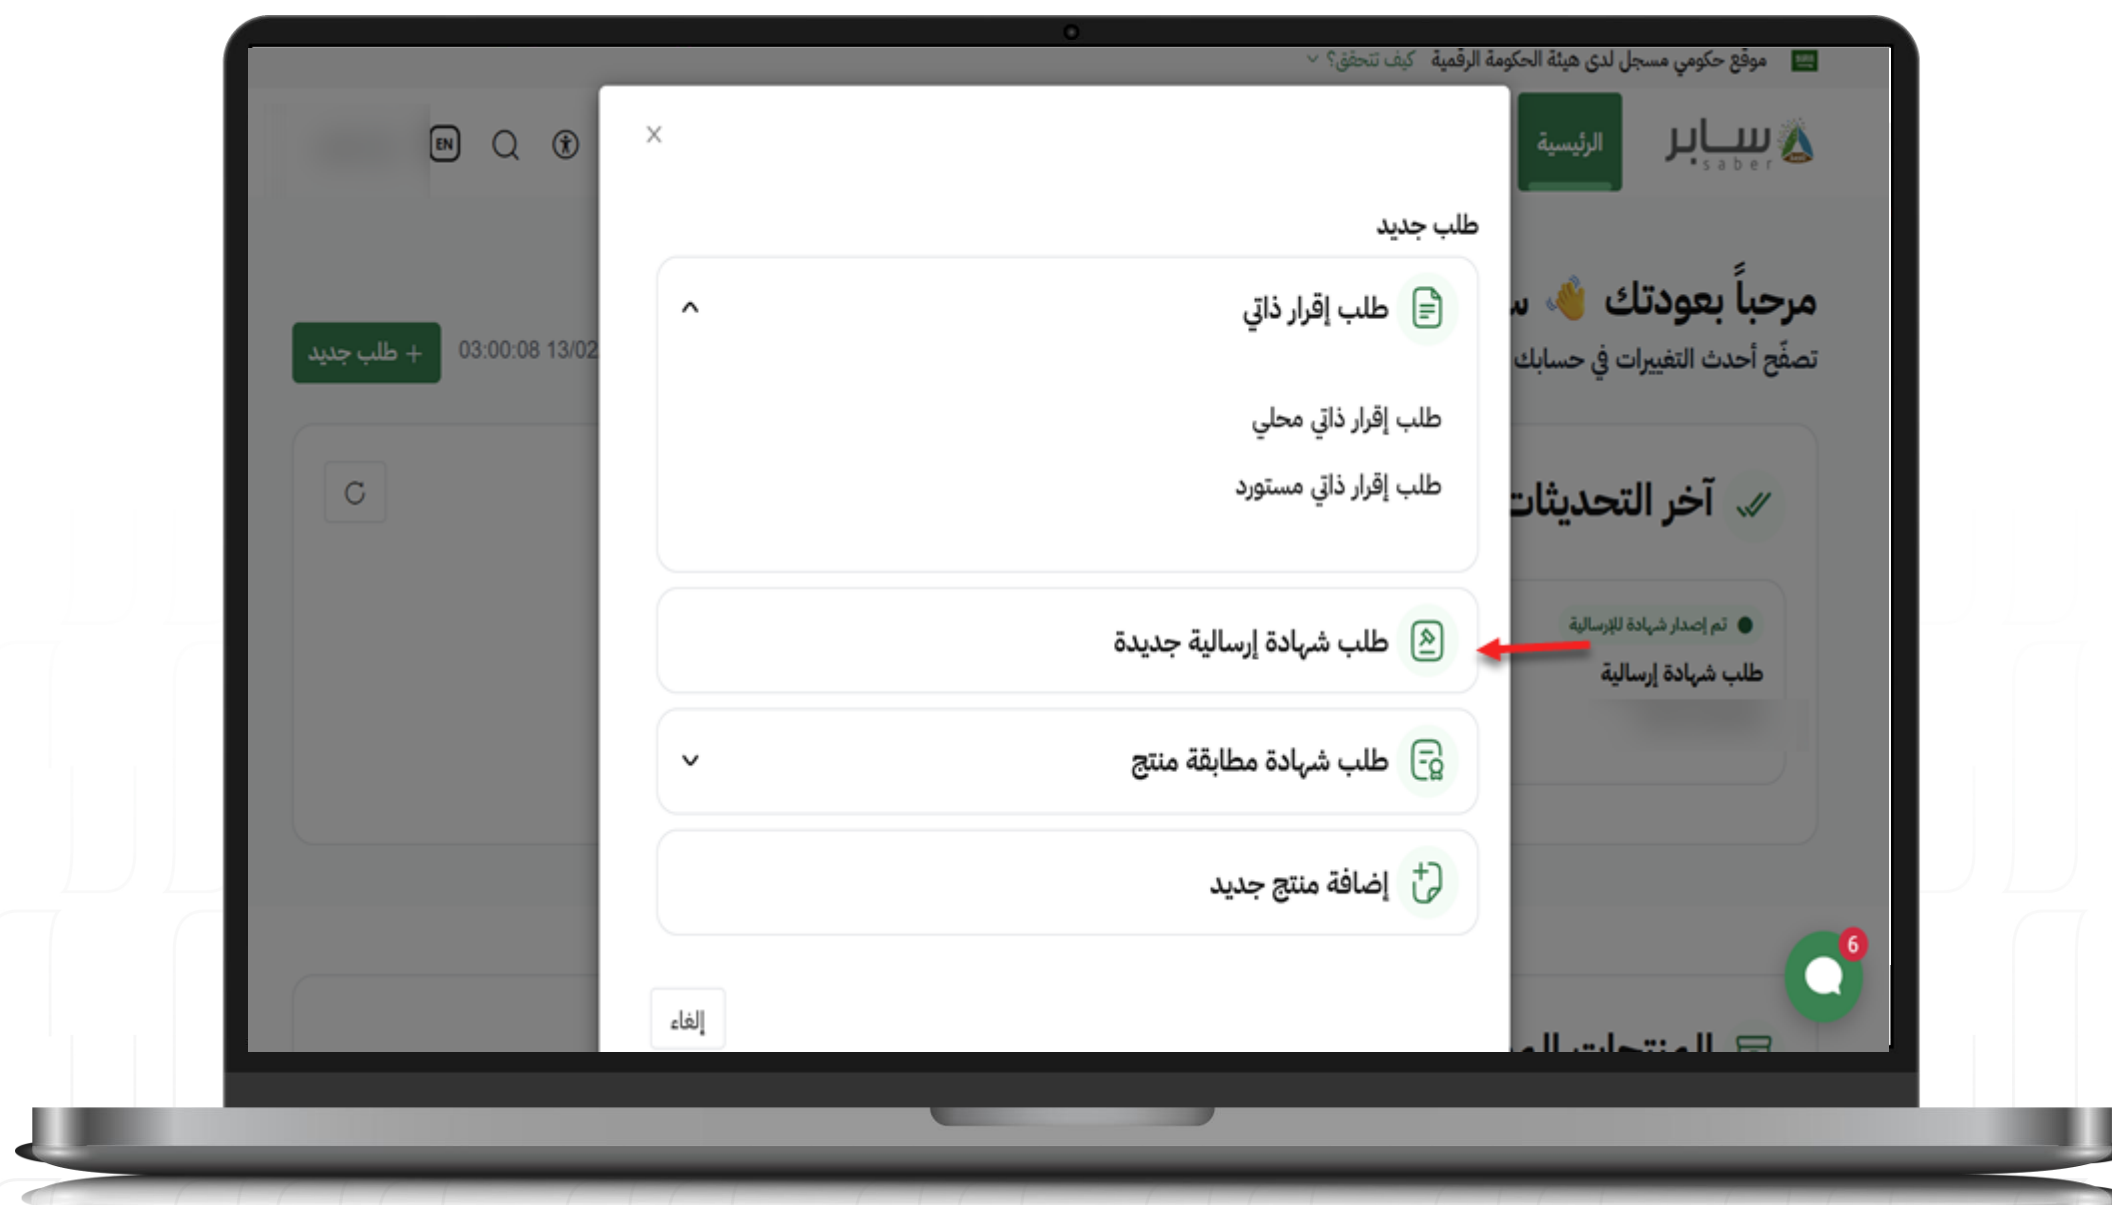 موقع حكومي مسجل لدى هيئة الحكومة الرقمية كيف نتحقق؟
سابر
saber
الرئيسية
EN
مرحباً بعودتك 👋
تصفّح أحدث التغييرات في حسابك
03:00:08 13/02
+ طلب جديد
آخر التحديثات
تم إصدار شهادة للإرسالية
طلب شهادة إرسالية
طلب جديد
طلب إقرار ذاتي
طلب إقرار ذاتي محلي
طلب إقرار ذاتي مستورد
طلب شهادة إرسالية جديدة
طلب شهادة مطابقة منتج
إضافة منتج جديد
إلغاء
6
المنتجات